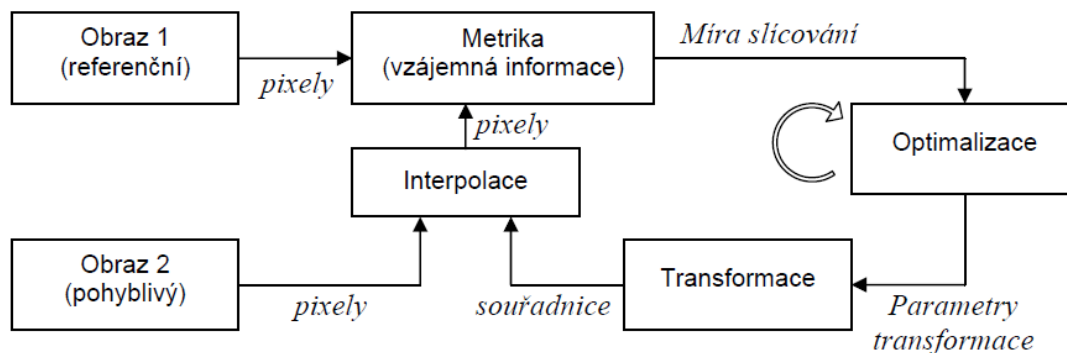 Obraz 1
(referenční)
pixely
Metrika
(vzájemná informace)
Míra slícování
pixely
Optimalizace
Interpolace
Obraz 2
(pohyblivý)
pixely
souřadnice
Transformace
Parametry
transformace